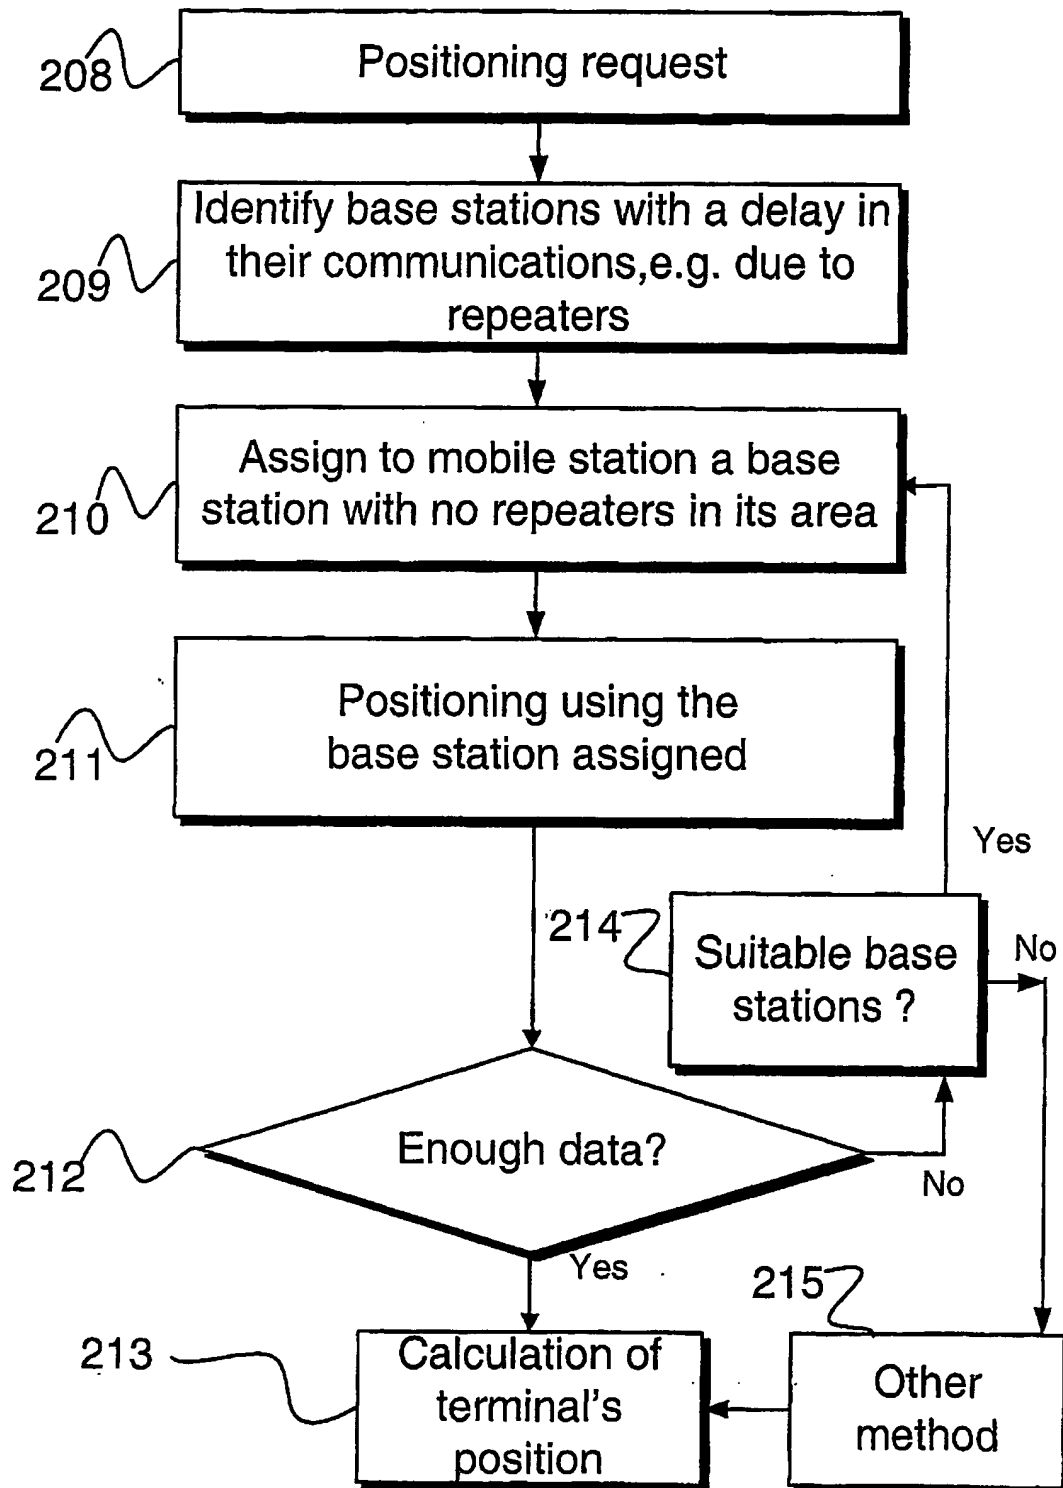 208
Positioning request
209
Identify base stations with a delay in
their communications,e.g. due to
repeaters
210
Assign to mobile station a base
station with no repeaters in its area
211
Positioning using the
base station assigned
Yes
214
Suitable base
stations ?
No
212
Enough data?
No
Yes
215
213
Calculation of
terminal's
position
Other
method